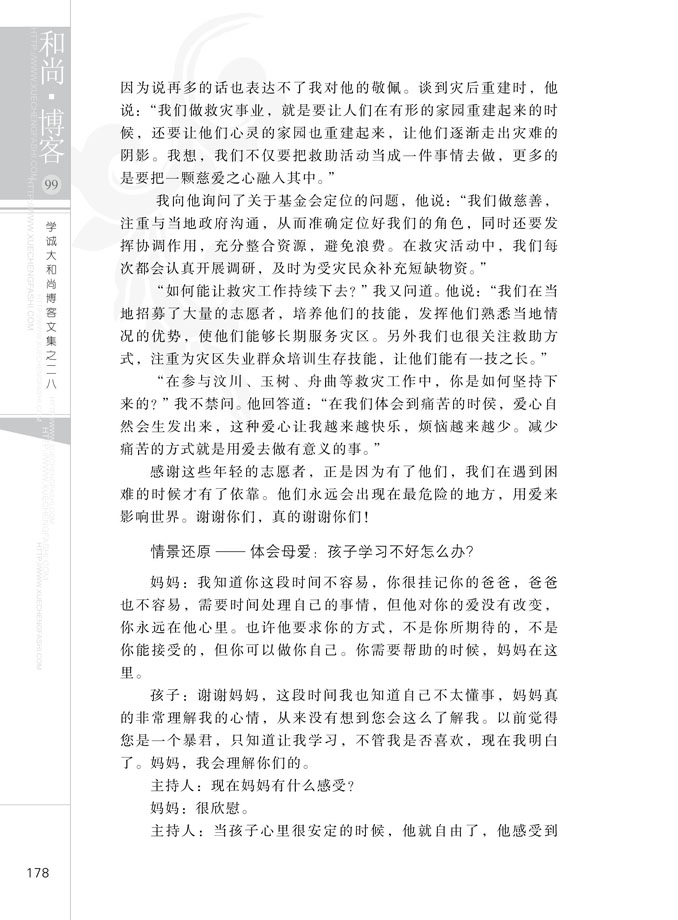 和尚·博客
99
学诚大和尚博客文集之二八
因为说再多的话也表达不了我对他的敬佩。谈到灾后重建时，他
说：“我们做救灾事业，就是要让人们在有形的家园重建起来的时
候，还要让他们心灵的家园也重建起来，让他们逐渐走出灾难的
阴影。我想，我们不仅要把救助活动当成一件事情去做，更多的
是要把一颗慈爱之心融入其中。”
我向他询问了关于基金会定位的问题，他说：“我们做慈善，
注重与当地政府沟通，从而准确定位好我们的角色，同时还要发
挥协调作用，充分整合资源，避免浪费。在救灾活动中，我们每
次都会认真开展调研，及时为受灾民众补充短缺物资。”
“如何能让救灾工作持续下去？”我又问道。他说：“我们在当
地招募了大量的志愿者，培养他们的技能，发挥他们熟悉当地情
况的优势，使他们能够长期服务灾区。另外我们也很关注救助方
式，注重为灾区失业群众培训生存技能，让他们能有一技之长。”
“在参与汶川、玉树、舟曲等救灾工作中，你是如何坚持下
来的？”我不禁问。他回答道：“在我们体会到痛苦的时侯，爱心自
然会生发出来，这种爱心让我越来越快乐，烦恼越来越少。减少
痛苦的方式就是用爱去做有意义的事。”
感谢这些年轻的志愿者，正是因为有了他们，我们在遇到困
难的时候才有了依靠。他们永远会出现在最危险的地方，用爱来
影响世界。谢谢你们，真的谢谢你们！
情景还原 —— 体会母爱：孩子学习不好怎么办？
妈妈：我知道你这段时间不容易，你很挂记你的爸爸，爸爸
也不容易，需要时间处理自己的事情，但他对你的爱没有改变，
你永远在他心里。也许他要求你的方式，不是你所期待的，不是
你能接受的，但你可以做你自己。你需要帮助的时候，妈妈在这
里。
孩子：谢谢妈妈，这段时间我也知道自己不太懂事，妈妈真
的非常理解我的心情，从来没有想到您会这么了解我。以前觉得
您是一个暴君，只知道让我学习，不管我是否喜欢，现在我明白
了。妈妈，我会理解你们的。
主持人：现在妈妈有什么感受？
妈妈：很欣慰。
主持人：当孩子心里很安定的时候，他就自由了，他感受到
178